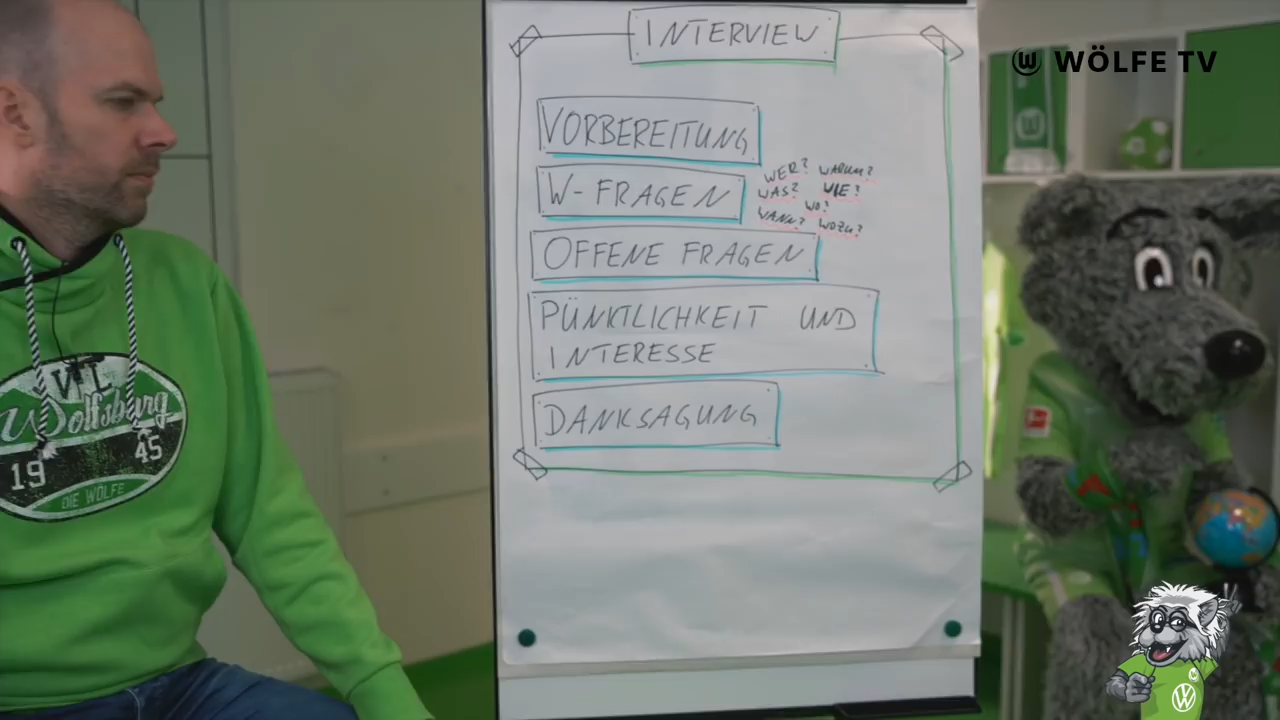 INTERVIEW
WÖLFE TV
VORBEREITUNG
W-FRAGEN
WER? WARUM?
WAS? WIE?
WO?
WANN? WOZU?
OFFENE FRAGEN
PÜNKTLICHKEIT UND
INTERESSE
DANKSAGUNG
VFL
Wolfsburg
19 45
DIE WÖLFE